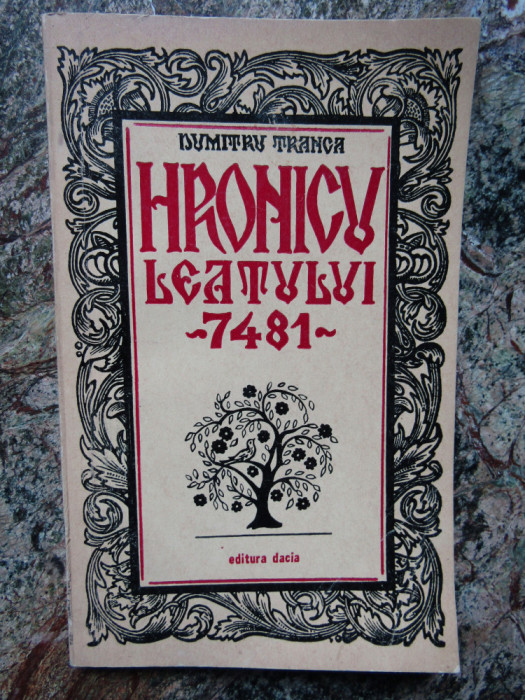 DUMITRU TRANCA
HRONICU
LEATULUI
~7481~
editura dacia